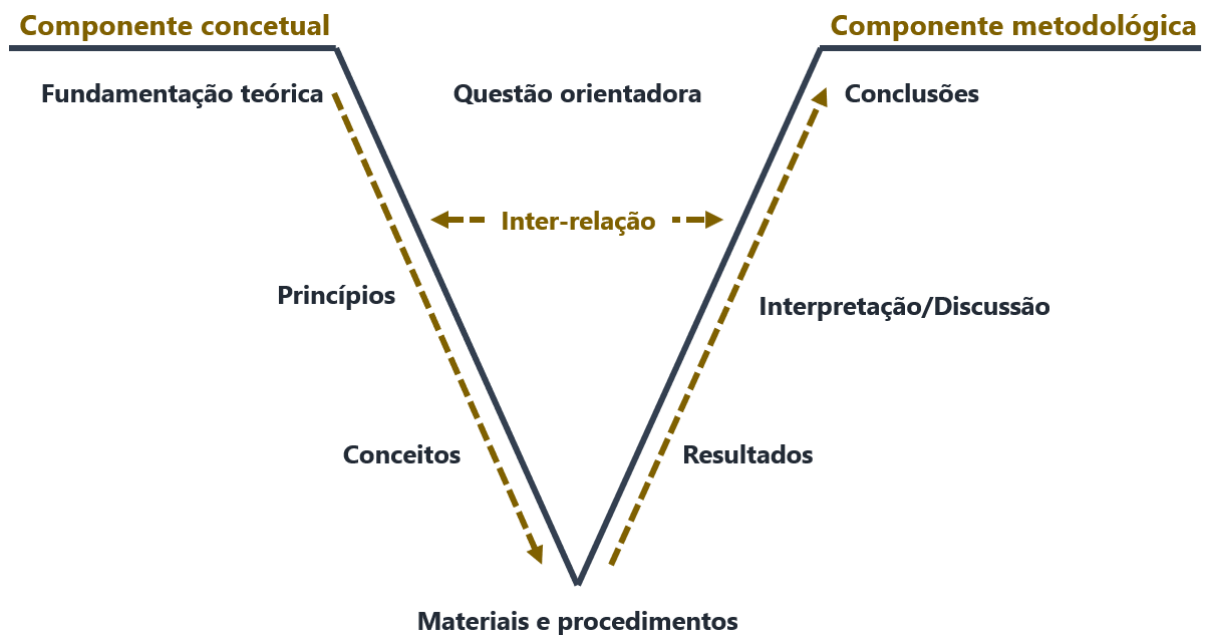 Componente concetual
Componente metodológica
Fundamentação teórica
Questão orientadora
Conclusões
Inter-relação
Princípios
Interpretação/Discussão
Conceitos
Resultados
Materiais e procedimentos